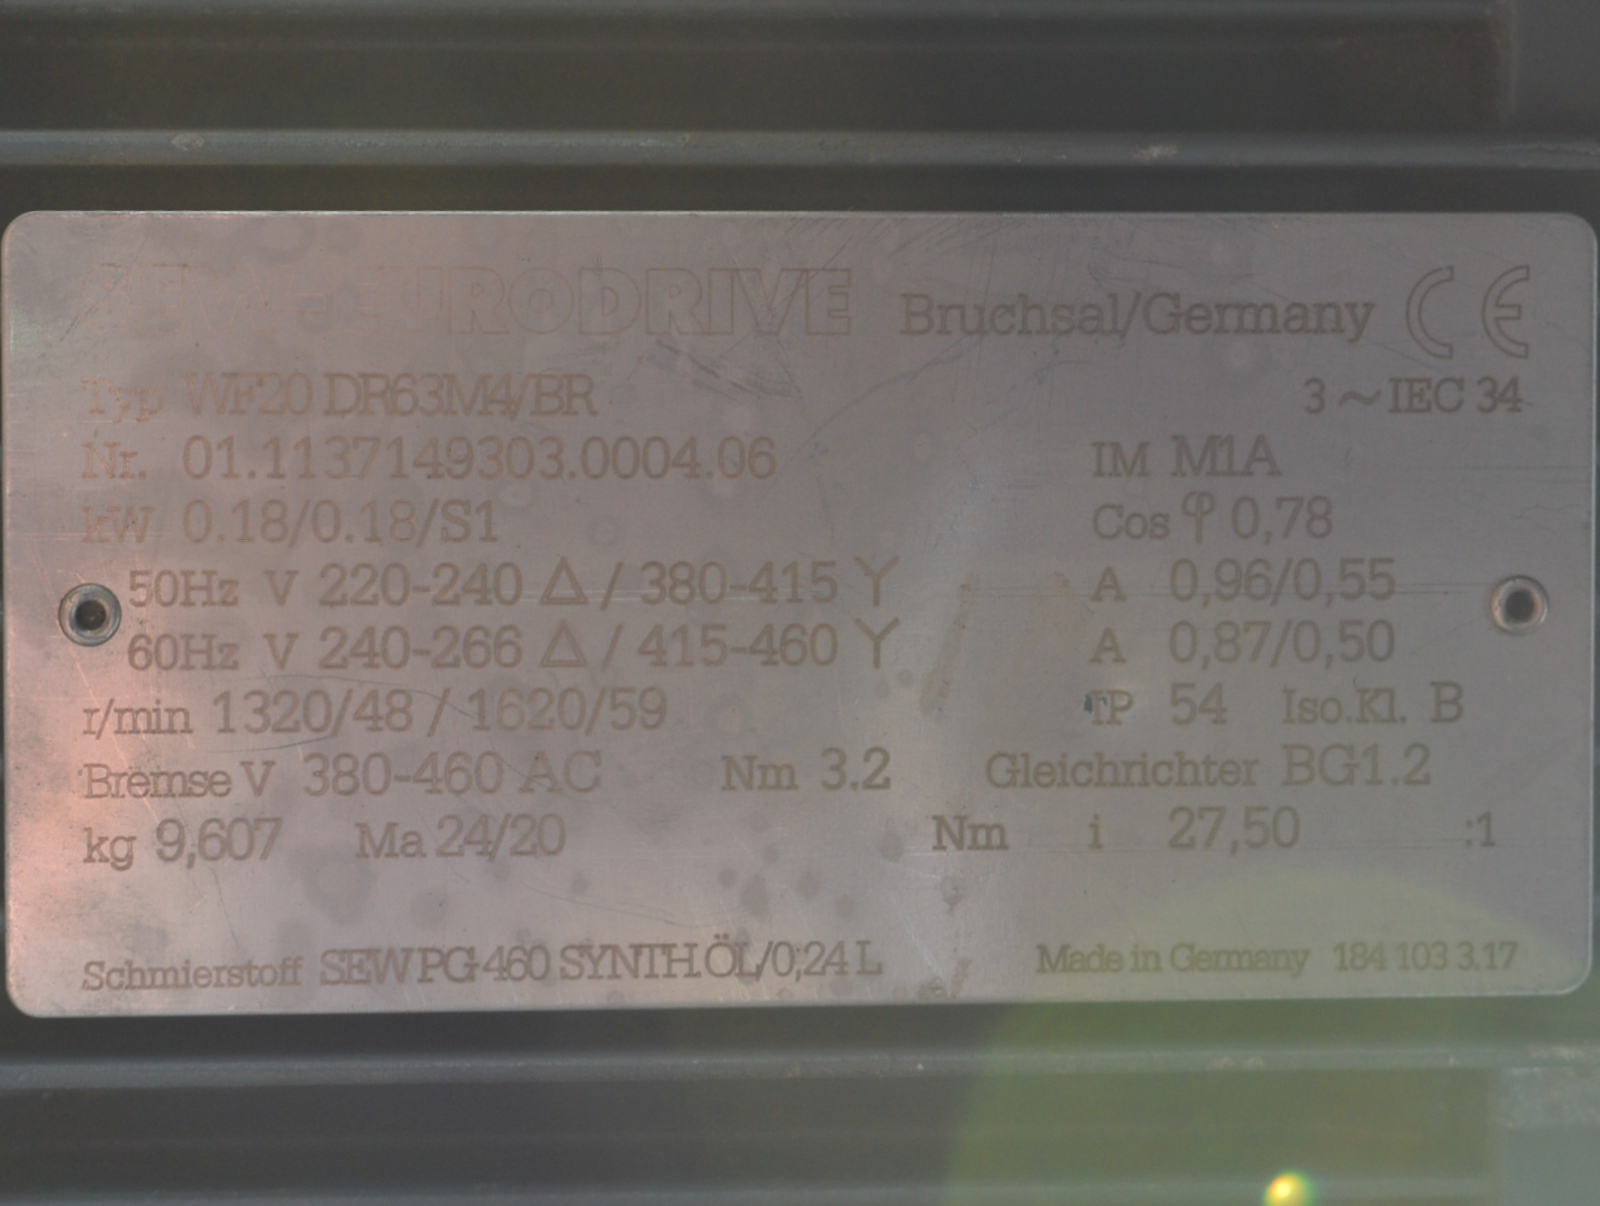 SEW-EURODRIVE Bruchsal/Germany CE
Typ WF20 DR63M4/BR 3 ~ IEC 34
Nr. 01.1137149303.0004.06 IM M1A
kW 0.18/0.18/S1 Cos φ 0,78
50Hz V 220-240 Δ / 380-415 Y A 0,96/0,55
60Hz V 240-266 Δ / 415-460 Y A 0,87/0,50
r/min 1320/48 / 1620/59 IP 54 Iso.Kl. B
Bremse V 380-460 AC Nm 3.2 Gleichrichter BG1.2
kg 9,607 Ma 24/20 Nm i 27,50 :1
Schmierstoff SEW PG 460 SYNTH.ÖL/0,24 L Made in Germany 184 103 3.17